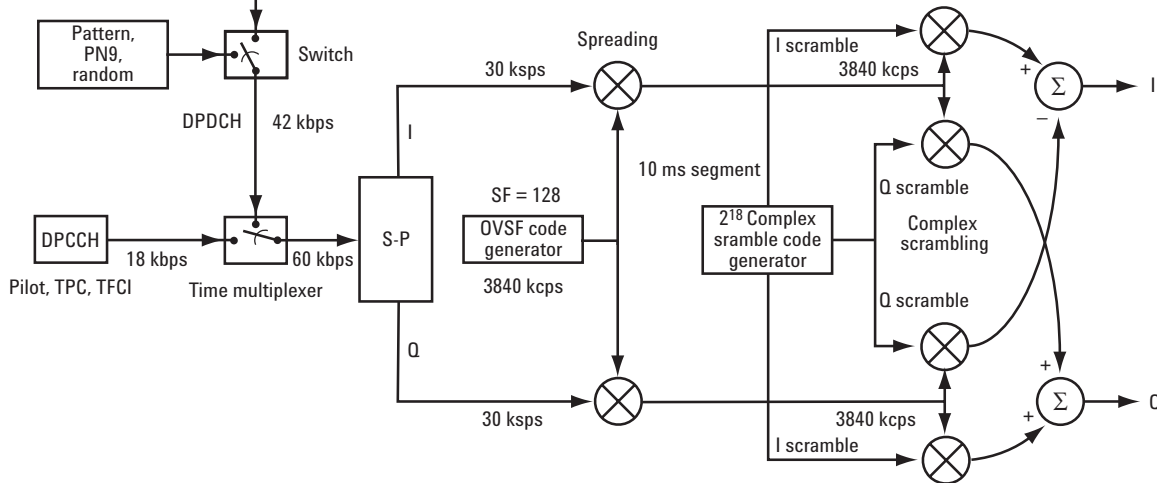 Pattern,
PN9,
random
Switch
DPDCH
42 kbps
DPCCH
18 kbps
Pilot, TPC, TFCI
Time multiplexer
60 kbps
S-P
I
Q
30 ksps
30 ksps
Spreading
SF = 128
OVSF code
generator
3840 kcps
I scramble
3840 kcps
10 ms segment
2¹⁸ Complex
sramble code
generator
Q scramble
Complex
scrambling
Q scramble
3840 kcps
I scramble
+
Σ
−
I
+
Σ
+